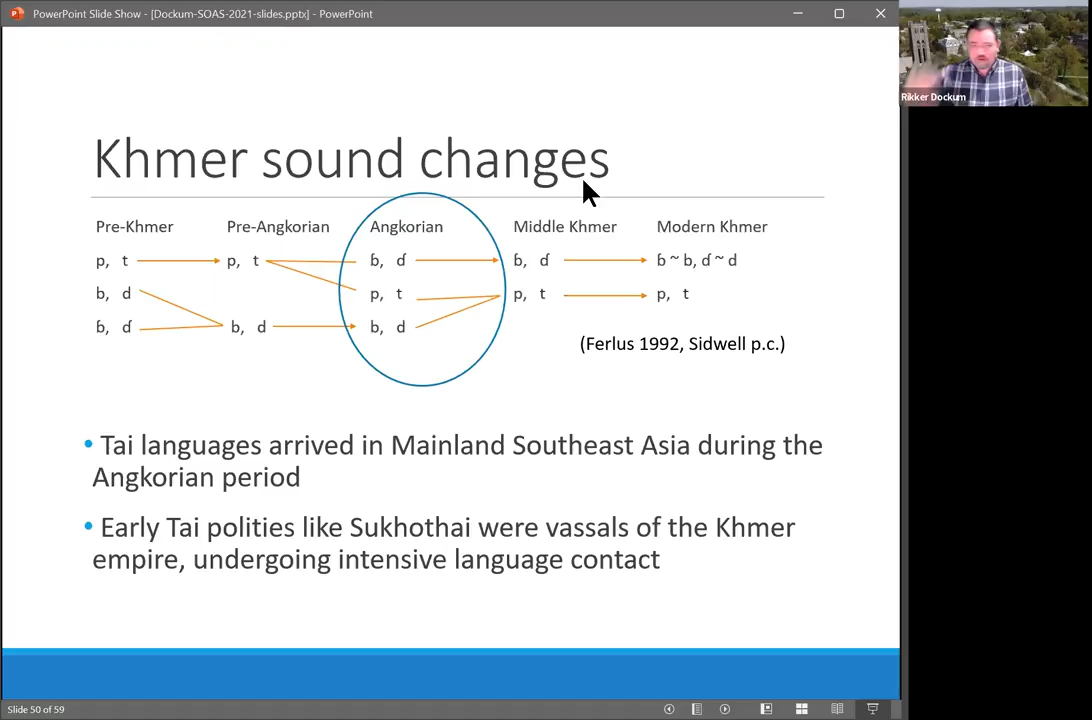 PowerPoint Slide Show - [Dockum-SOAS-2021-slides.pptx] - PowerPoint
Rikker Dockum
Khmer sound changes
Pre-Khmer Pre-Angkorian Angkorian Middle Khmer Modern Khmer
p, t p, t ɓ, ɗ ɓ, ɗ ɓ ~ b, ɗ ~ d
b, d p, t p, t p, t
ɓ, ɗ b, d b, d
(Ferlus 1992, Sidwell p.c.)
• Tai languages arrived in Mainland Southeast Asia during the
Angkorian period
• Early Tai polities like Sukhothai were vassals of the Khmer
empire, undergoing intensive language contact
Slide 50 of 59